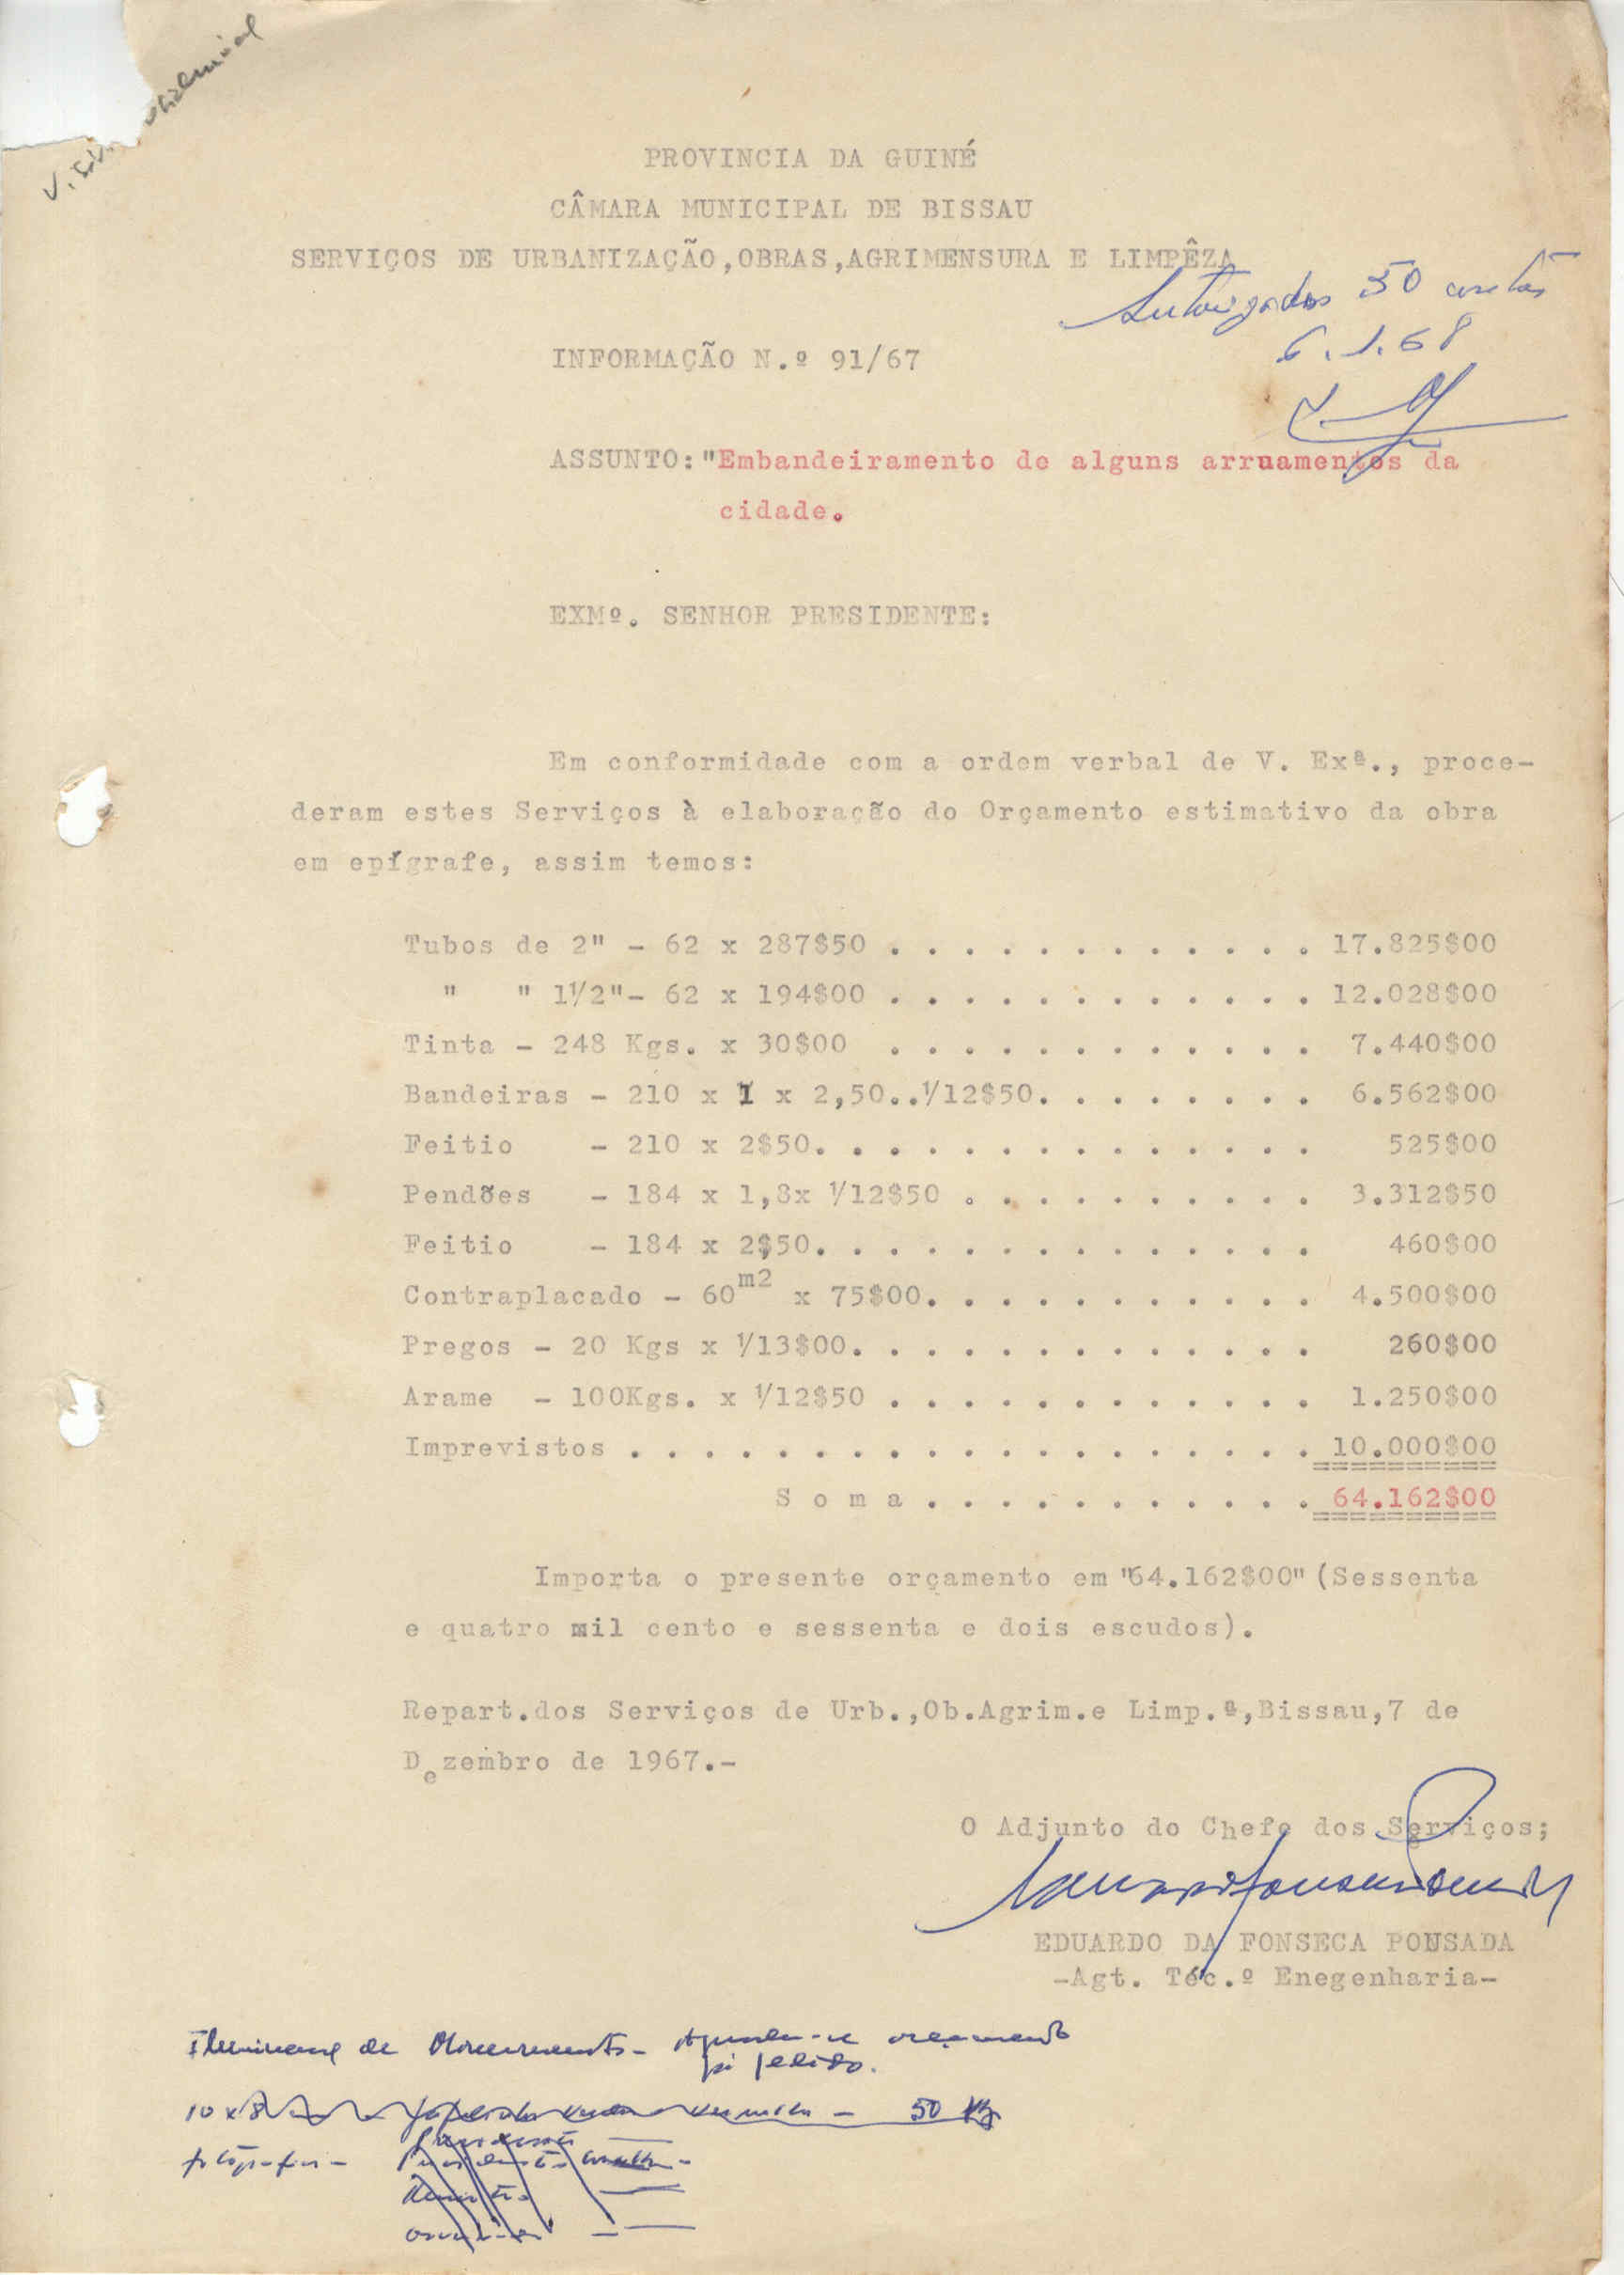 PROVINCIA DA GUINÉ
CÂMARA MUNICIPAL DE BISSAU
SERVIÇOS DE URBANIZAÇÃO,OBRAS,AGRIMENSURA E LIMPÊZA
Autorizados 50 contos
6.1.68
INFORMAÇÃO N.º 91/67
ASSUNTO:"Embandeiramento de alguns arruamentos da
cidade.
EXMº. SENHOR PRESIDENTE:
Em conformidade com a ordem verbal de V. Exª., proce-
deram estes Serviços à elaboração do Orçamento estimativo da obra
em epígrafe, assim temos:
Tubos de 2" - 62 x 287$50 . . . . . . . . . . . . 17.825$00
" " 1½"- 62 x 194$00 . . . . . . . . . . . . 12.028$00
Tinta - 248 Kgs. x 30$00 . . . . . . . . . . . . 7.440$00
Bandeiras - 210 x 1 x 2,50..1/12$50. . . . . . . . 6.562$00
Feitio - 210 x 2$50. . . . . . . . . . . . . . 525$00
Pendões - 184 x 1,8x 1/12$50 . . . . . . . . . . 3.312$50
Feitio - 184 x 2$50. . . . . . . . . . . . . . 460$00
Contraplacado - 60m2 x 75$00. . . . . . . . . . . 4.500$00
Pregos - 20 Kgs x 1/13$00. . . . . . . . . . . . . 260$00
Arame - 100Kgs. x 1/12$50 . . . . . . . . . . . . 1.250$00
Imprevistos . . . . . . . . . . . . . . . . . . . 10.000$00
S o m a . . . . . . . . . . . 64.162$00
Importa o presente orçamento em "64.162$00" (Sessenta
e quatro mil cento e sessenta e dois escudos).
Repart.dos Serviços de Urb.,Ob.Agrim.e Limp.ª,Bissau,7 de
Dezembro de 1967.-
O Adjunto do Chefe dos Serviços;
EDUARDO DA FONSECA POUSADA
-Agt. Téc.º Enegenharia-
orçamento
já pedido.
10 x 8
50